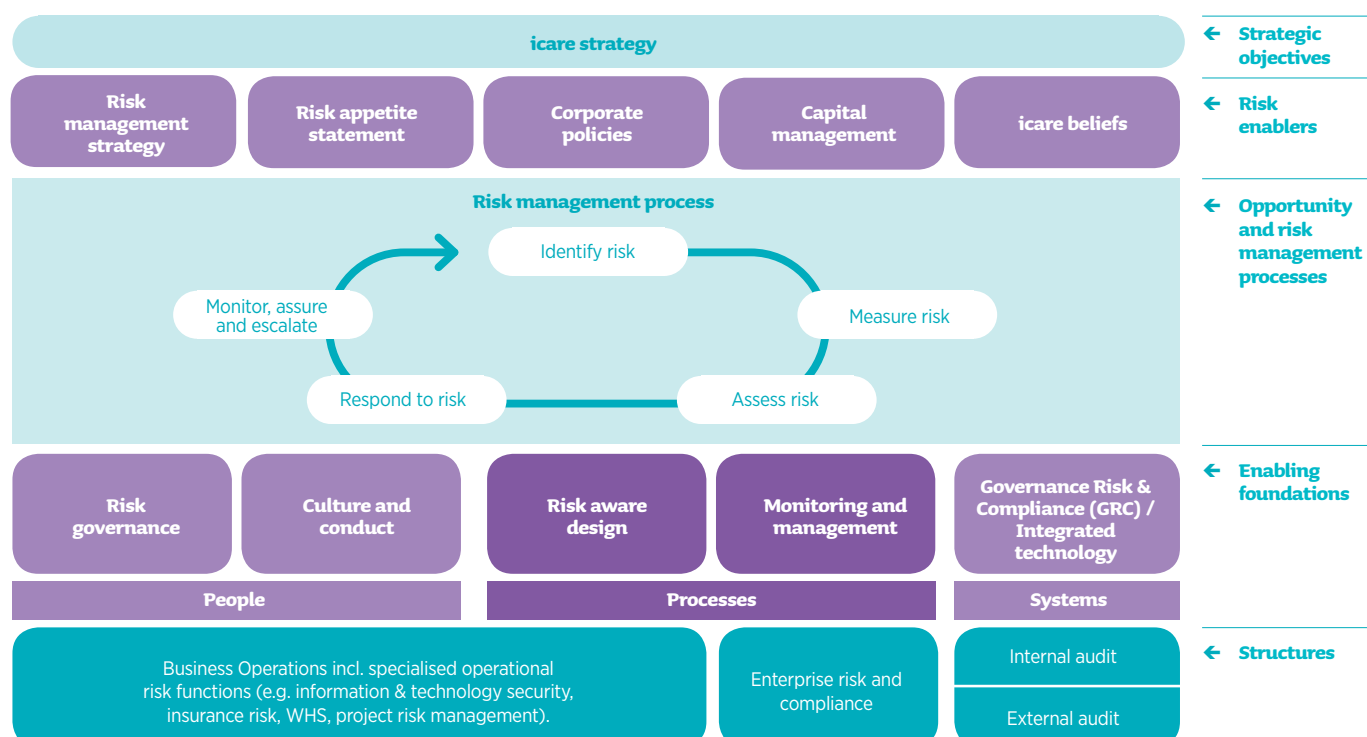 icare strategy
← Strategic
objectives
Risk
management
strategy
Risk appetite
statement
Corporate
policies
Capital
management
icare beliefs
← Risk
enablers
Risk management process
Identify risk
Measure risk
Assess risk
Respond to risk
Monitor, assure
and escalate
← Opportunity
and risk
management
processes
Risk
governance
Culture and
conduct
Risk aware
design
Monitoring and
management
Governance Risk &
Compliance (GRC) /
Integrated
technology
← Enabling
foundations
People
Processes
Systems
Business Operations incl. specialised operational
risk functions (e.g. information & technology security,
insurance risk, WHS, project risk management).
Enterprise risk and
compliance
Internal audit
External audit
← Structures